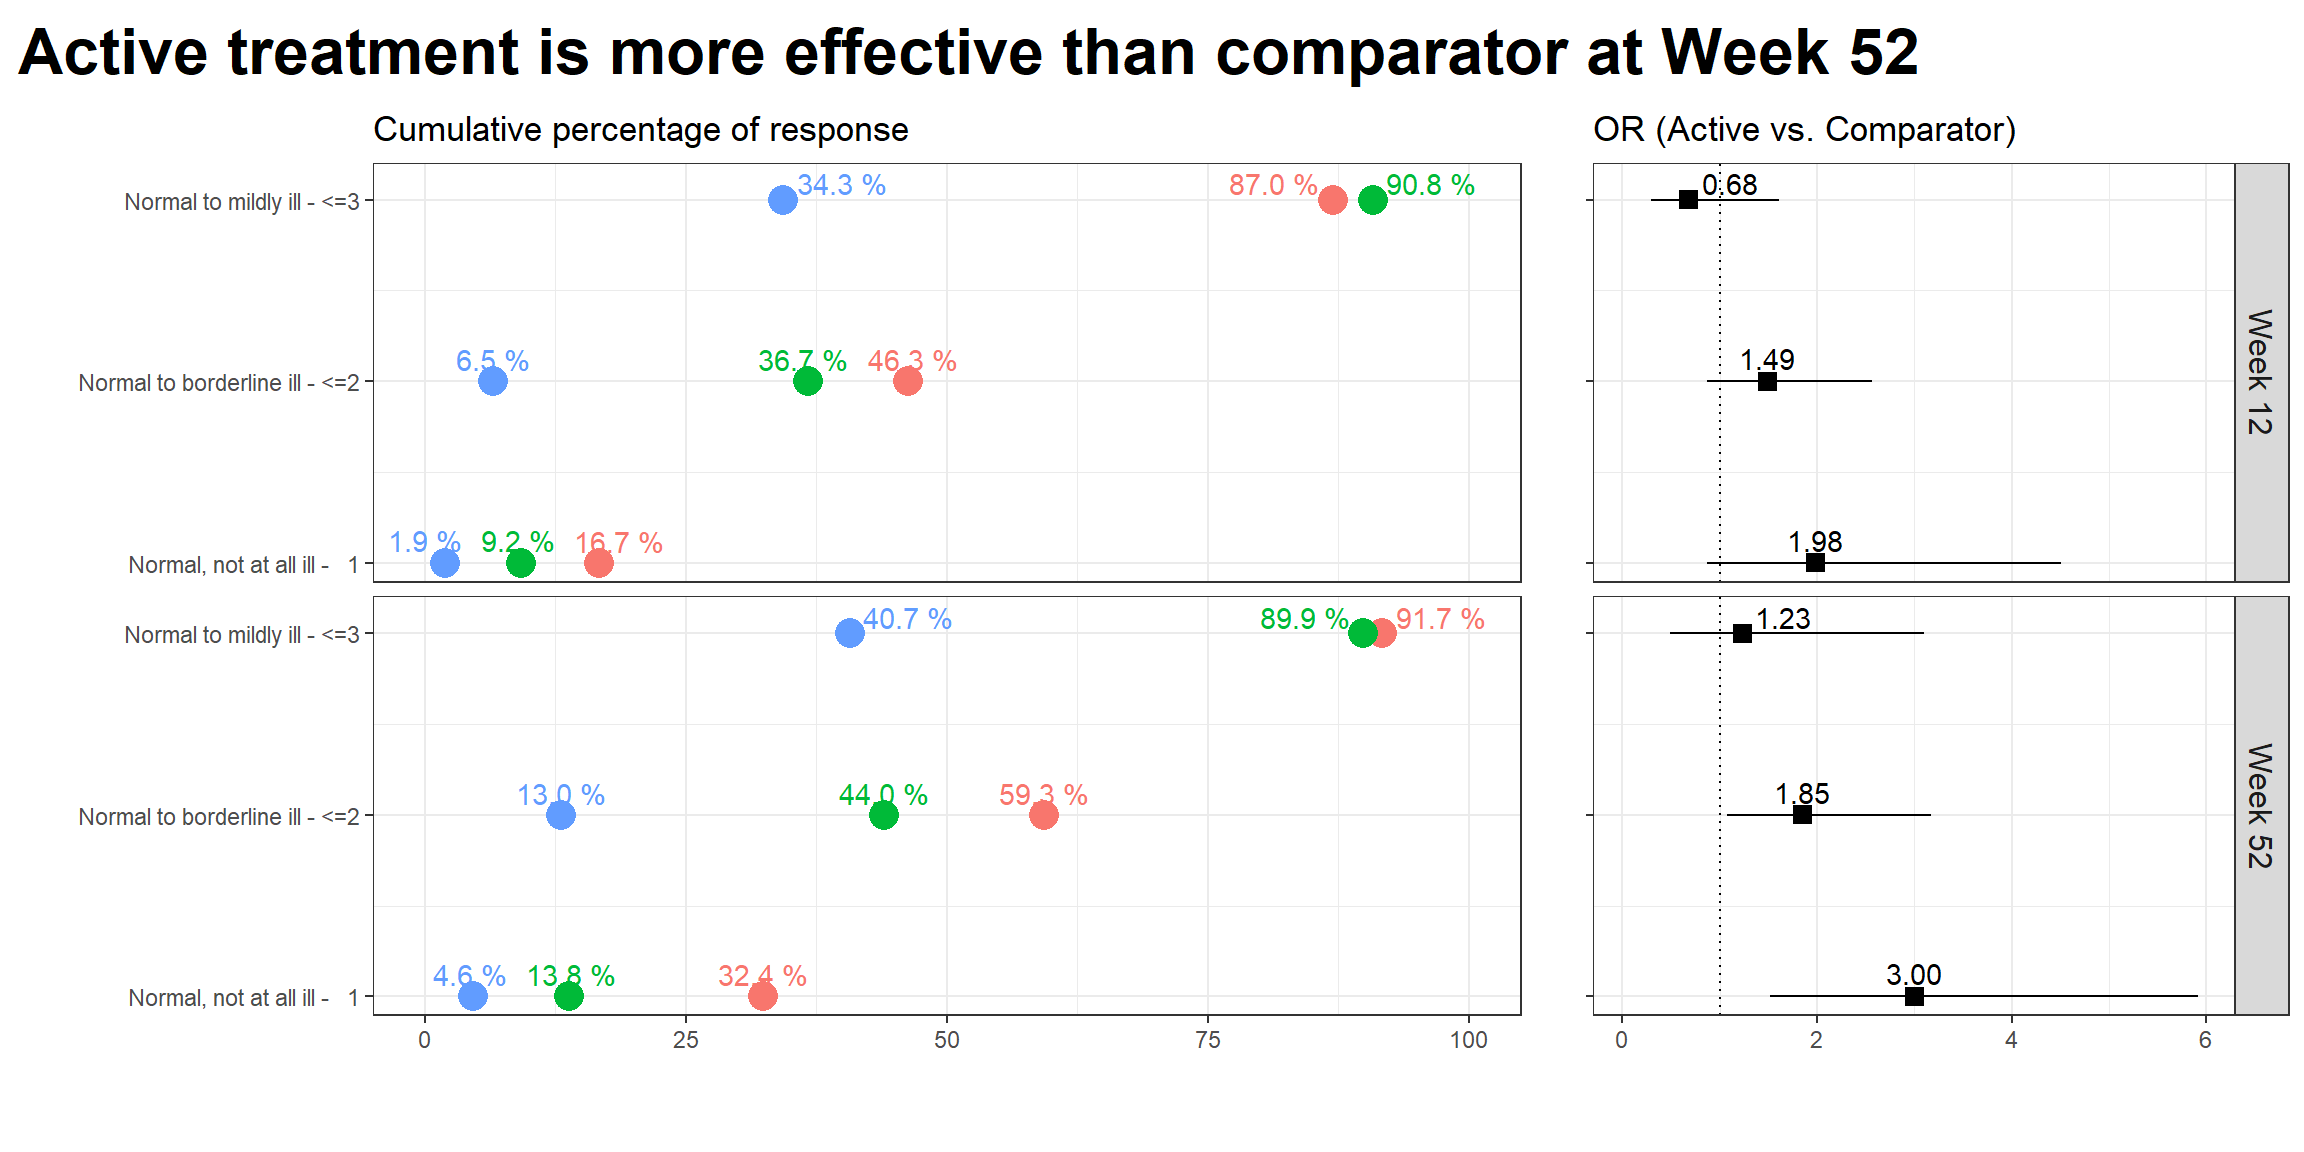 Active treatment is more effective than comparator at Week 52
Cumulative percentage of response
OR (Active vs. Comparator)
Normal to mildly ill - <=3
34.3 %
87.0 %
90.8 %
0.68
Normal to borderline ill - <=2
6.5 %
36.7 %
46.3 %
1.49
Week 12
Normal, not at all ill -   1
1.9 %
9.2 %
16.7 %
1.98
Normal to mildly ill - <=3
40.7 %
89.9 %
91.7 %
1.23
Normal to borderline ill - <=2
13.0 %
44.0 %
59.3 %
1.85
Week 52
Normal, not at all ill -   1
4.6 %
13.8 %
32.4 %
3.00
0 25 50 75 100
0 2 4 6